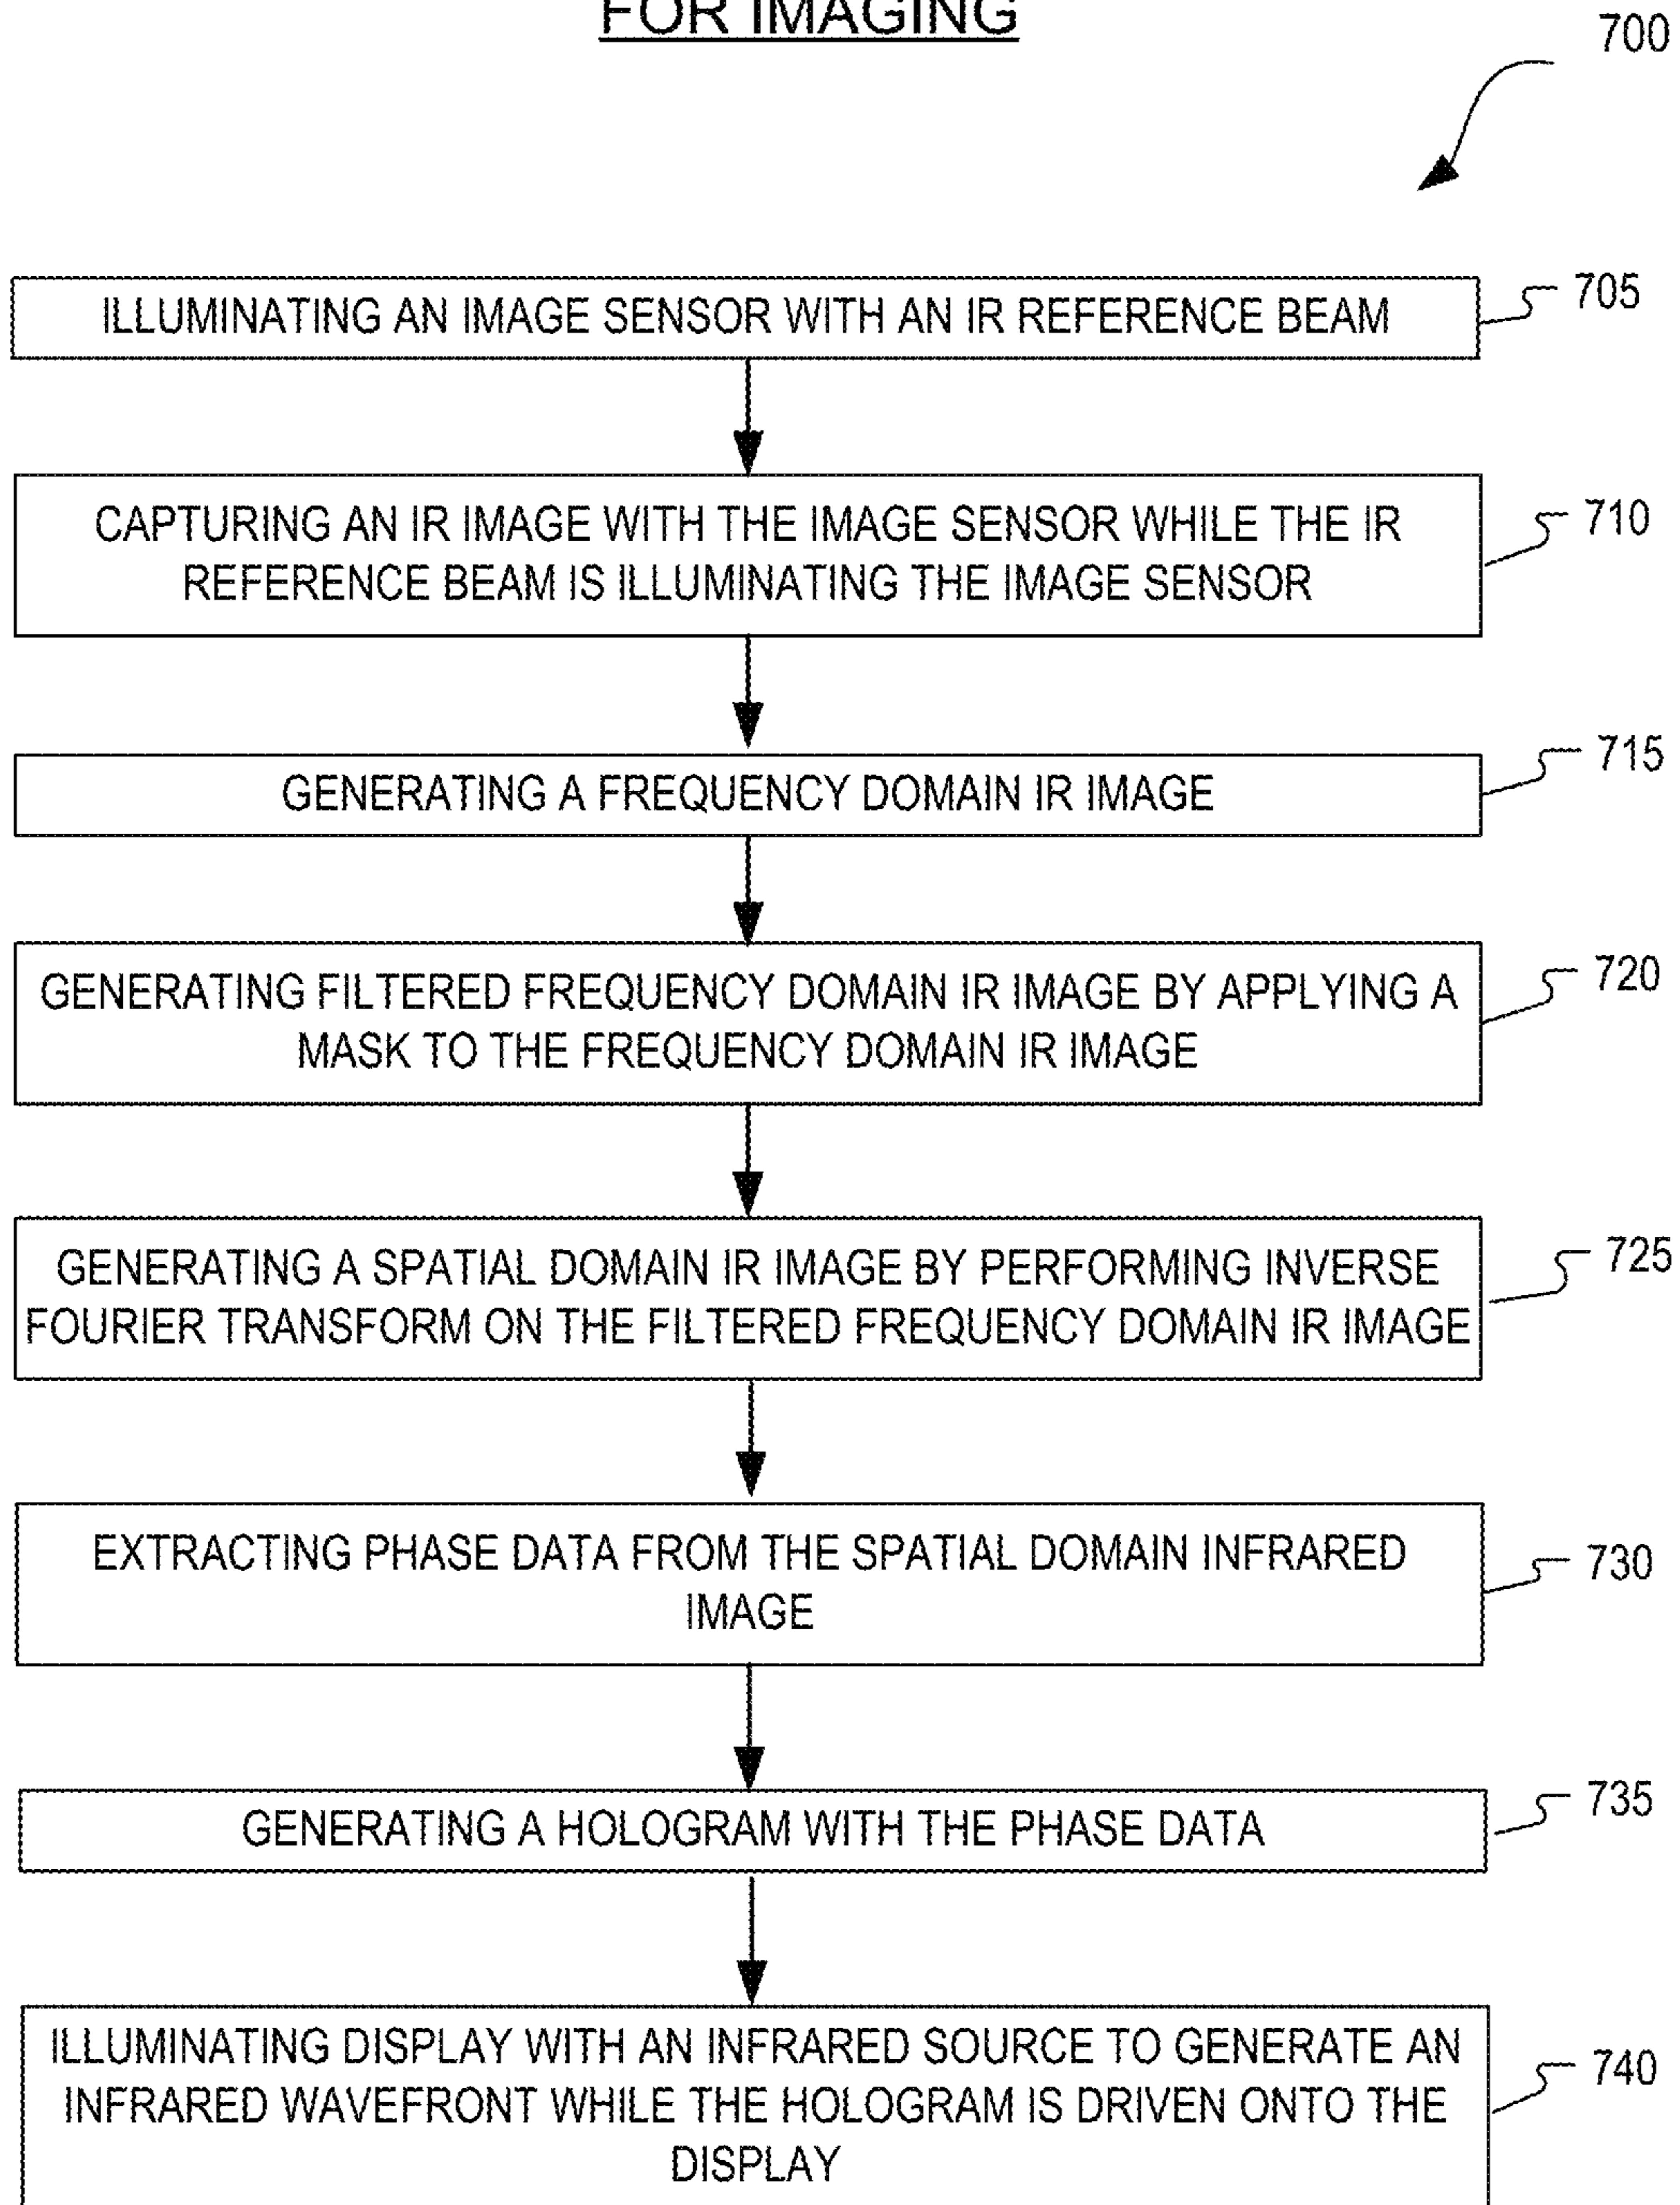 FOR IMAGING
700
ILLUMINATING AN IMAGE SENSOR WITH AN IR REFERENCE BEAM
705
CAPTURING AN IR IMAGE WITH THE IMAGE SENSOR WHILE THE IR
REFERENCE BEAM IS ILLUMINATING THE IMAGE SENSOR
710
GENERATING A FREQUENCY DOMAIN IR IMAGE
715
GENERATING FILTERED FREQUENCY DOMAIN IR IMAGE BY APPLYING A
MASK TO THE FREQUENCY DOMAIN IR IMAGE
720
GENERATING A SPATIAL DOMAIN IR IMAGE BY PERFORMING INVERSE
FOURIER TRANSFORM ON THE FILTERED FREQUENCY DOMAIN IR IMAGE
725
EXTRACTING PHASE DATA FROM THE SPATIAL DOMAIN INFRARED
IMAGE
730
GENERATING A HOLOGRAM WITH THE PHASE DATA
735
ILLUMINATING DISPLAY WITH AN INFRARED SOURCE TO GENERATE AN
INFRARED WAVEFRONT WHILE THE HOLOGRAM IS DRIVEN ONTO THE
DISPLAY
740